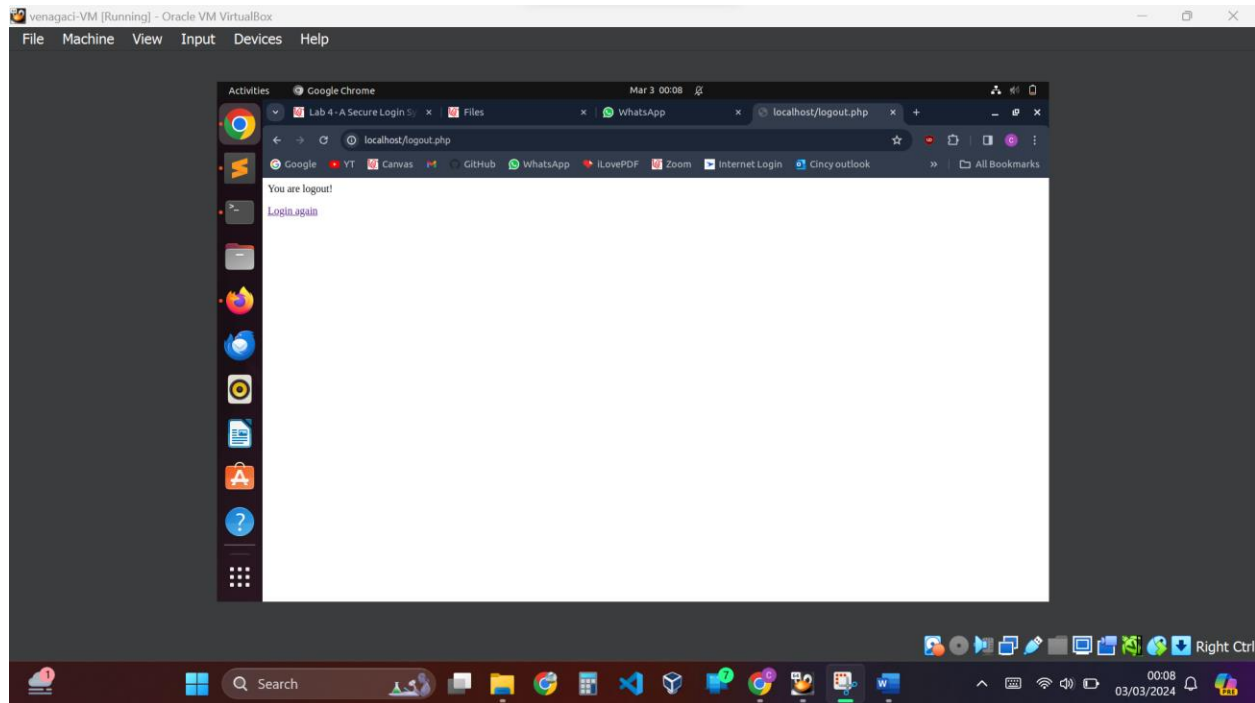 venagaci-VM [Running] - Oracle VM VirtualBox
File Machine View Input Devices Help
Activities Google Chrome Mar 3 00:08
Lab 4 - A Secure Login Sy Files WhatsApp localhost/logout.php
localhost/logout.php
Google YT Canvas GitHub WhatsApp iLovePDF Zoom Internet Login Cincy outlook » All Bookmarks
You are logout!
Login again
Right Ctrl
1 Search 7 00:08
03/03/2024